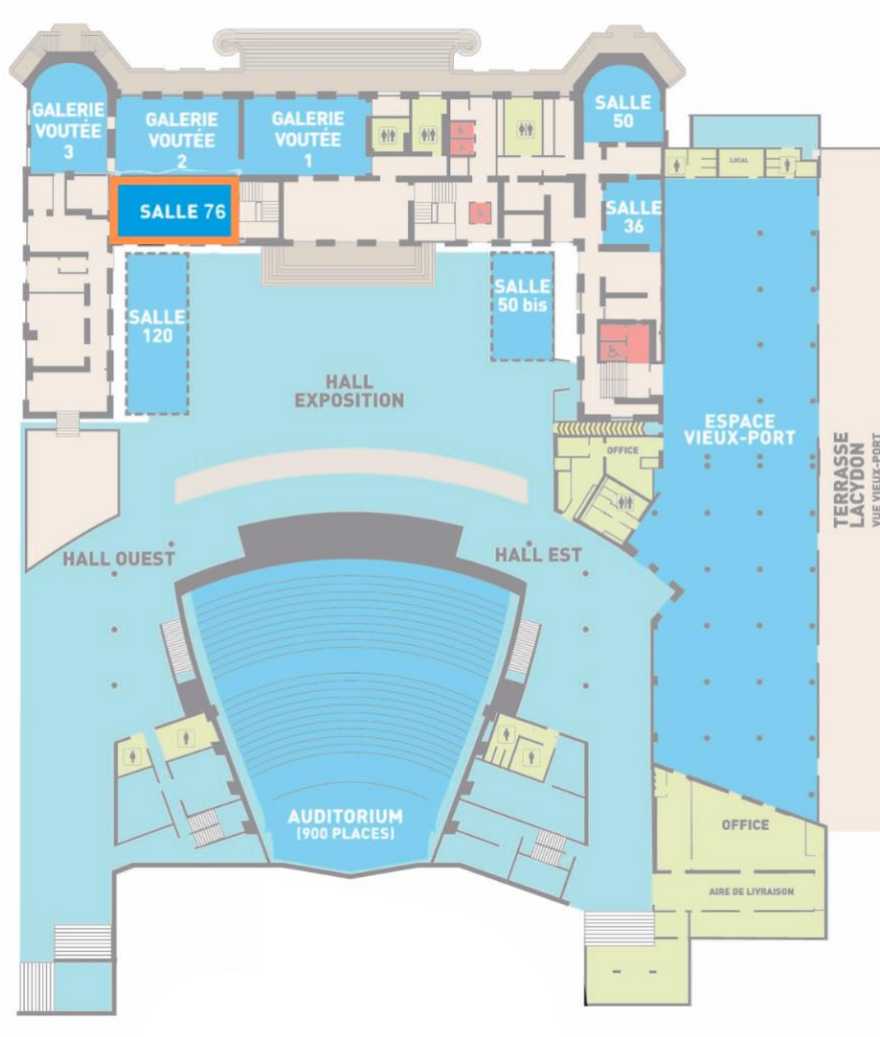 GALERIE
VOUTÉE
3
GALERIE
VOUTÉE
2
GALERIE
VOUTÉE
1
SALLE
50
LOCAL
SALLE 76
SALLE
36
SALLE
120
SALLE
50 bis
HALL
EXPOSITION
ESPACE
VIEUX-PORT
TERRASSE
LACYDON
VUE VIEUX-PORT
OFFICE
HALL OUEST
HALL EST
AUDITORIUM
(900 PLACES)
OFFICE
AIRE DE LIVRAISON